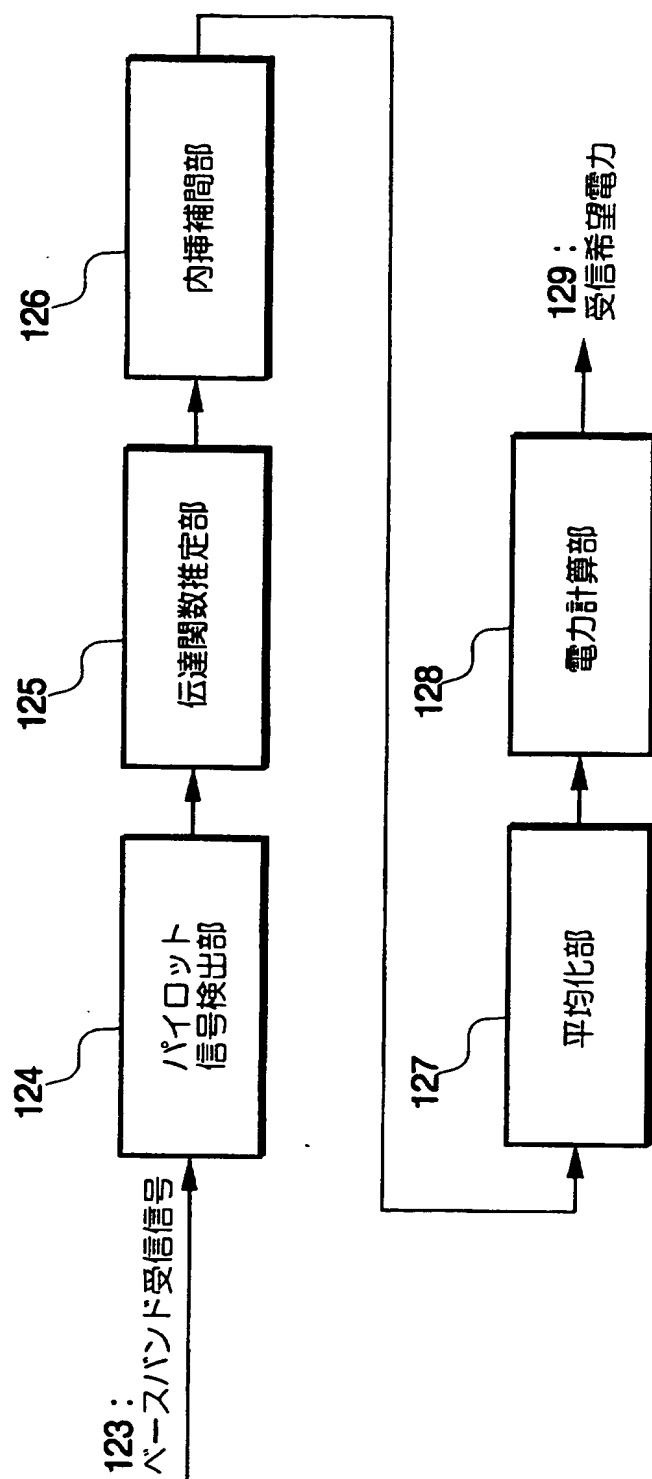 123：
ベースバンド受信信号
124
パイロット
信号検出部
125
伝達関数推定部
126
内挿補間部
127
平均化部
128
電力計算部
129：
受信希望電力